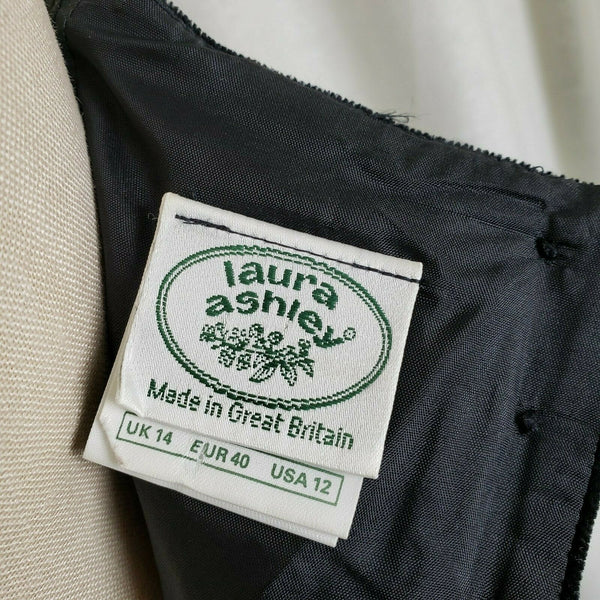 laura
ashley
Made in Great Britain
UK 14 EUR 40 USA 12